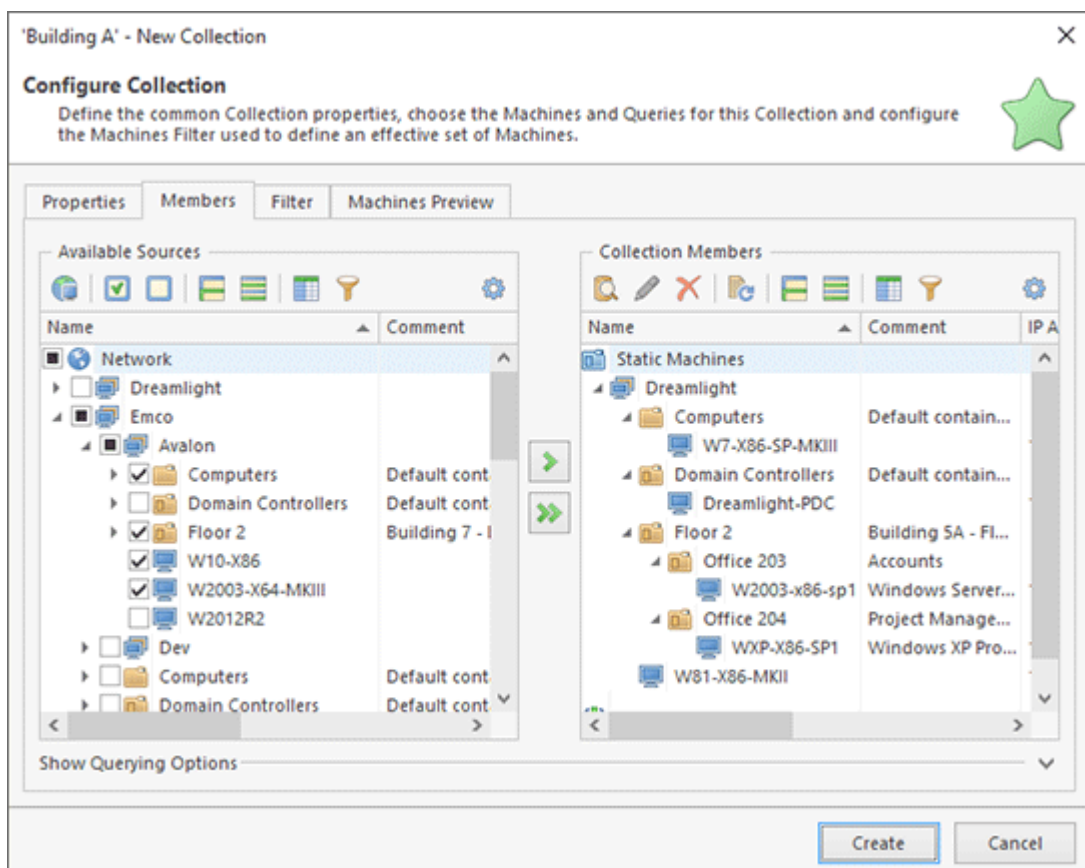 'Building A' - New Collection
Configure Collection
Define the common Collection properties, choose the Machines and Queries for this Collection and configure
the Machines Filter used to define an effective set of Machines.
Properties Members Filter Machines Preview
Available Sources
Name Comment
Network
Dreamlight
Emco
Avalon
Computers Default cont
Domain Controllers
Floor 2 Building 7 -
W10-X86
W2003-X64-MKIII
W2012R2
Dev
Computers Default cont
Domain Controllers Default cont
Collection Members
Name Comment IP A
Static Machines
Dreamlight
Computers Default contain...
W7-X86-SP-MKIII
Domain Controllers Default contain...
Dreamlight-PDC
Floor 2 Building 5A - Fl...
Office 203 Accounts
W2003-x86-sp1 Windows Server...
Office 204 Project Manage...
WXP-X86-SP1 Windows XP Pro...
W81-X86-MKII
Show Querying Options
Create Cancel